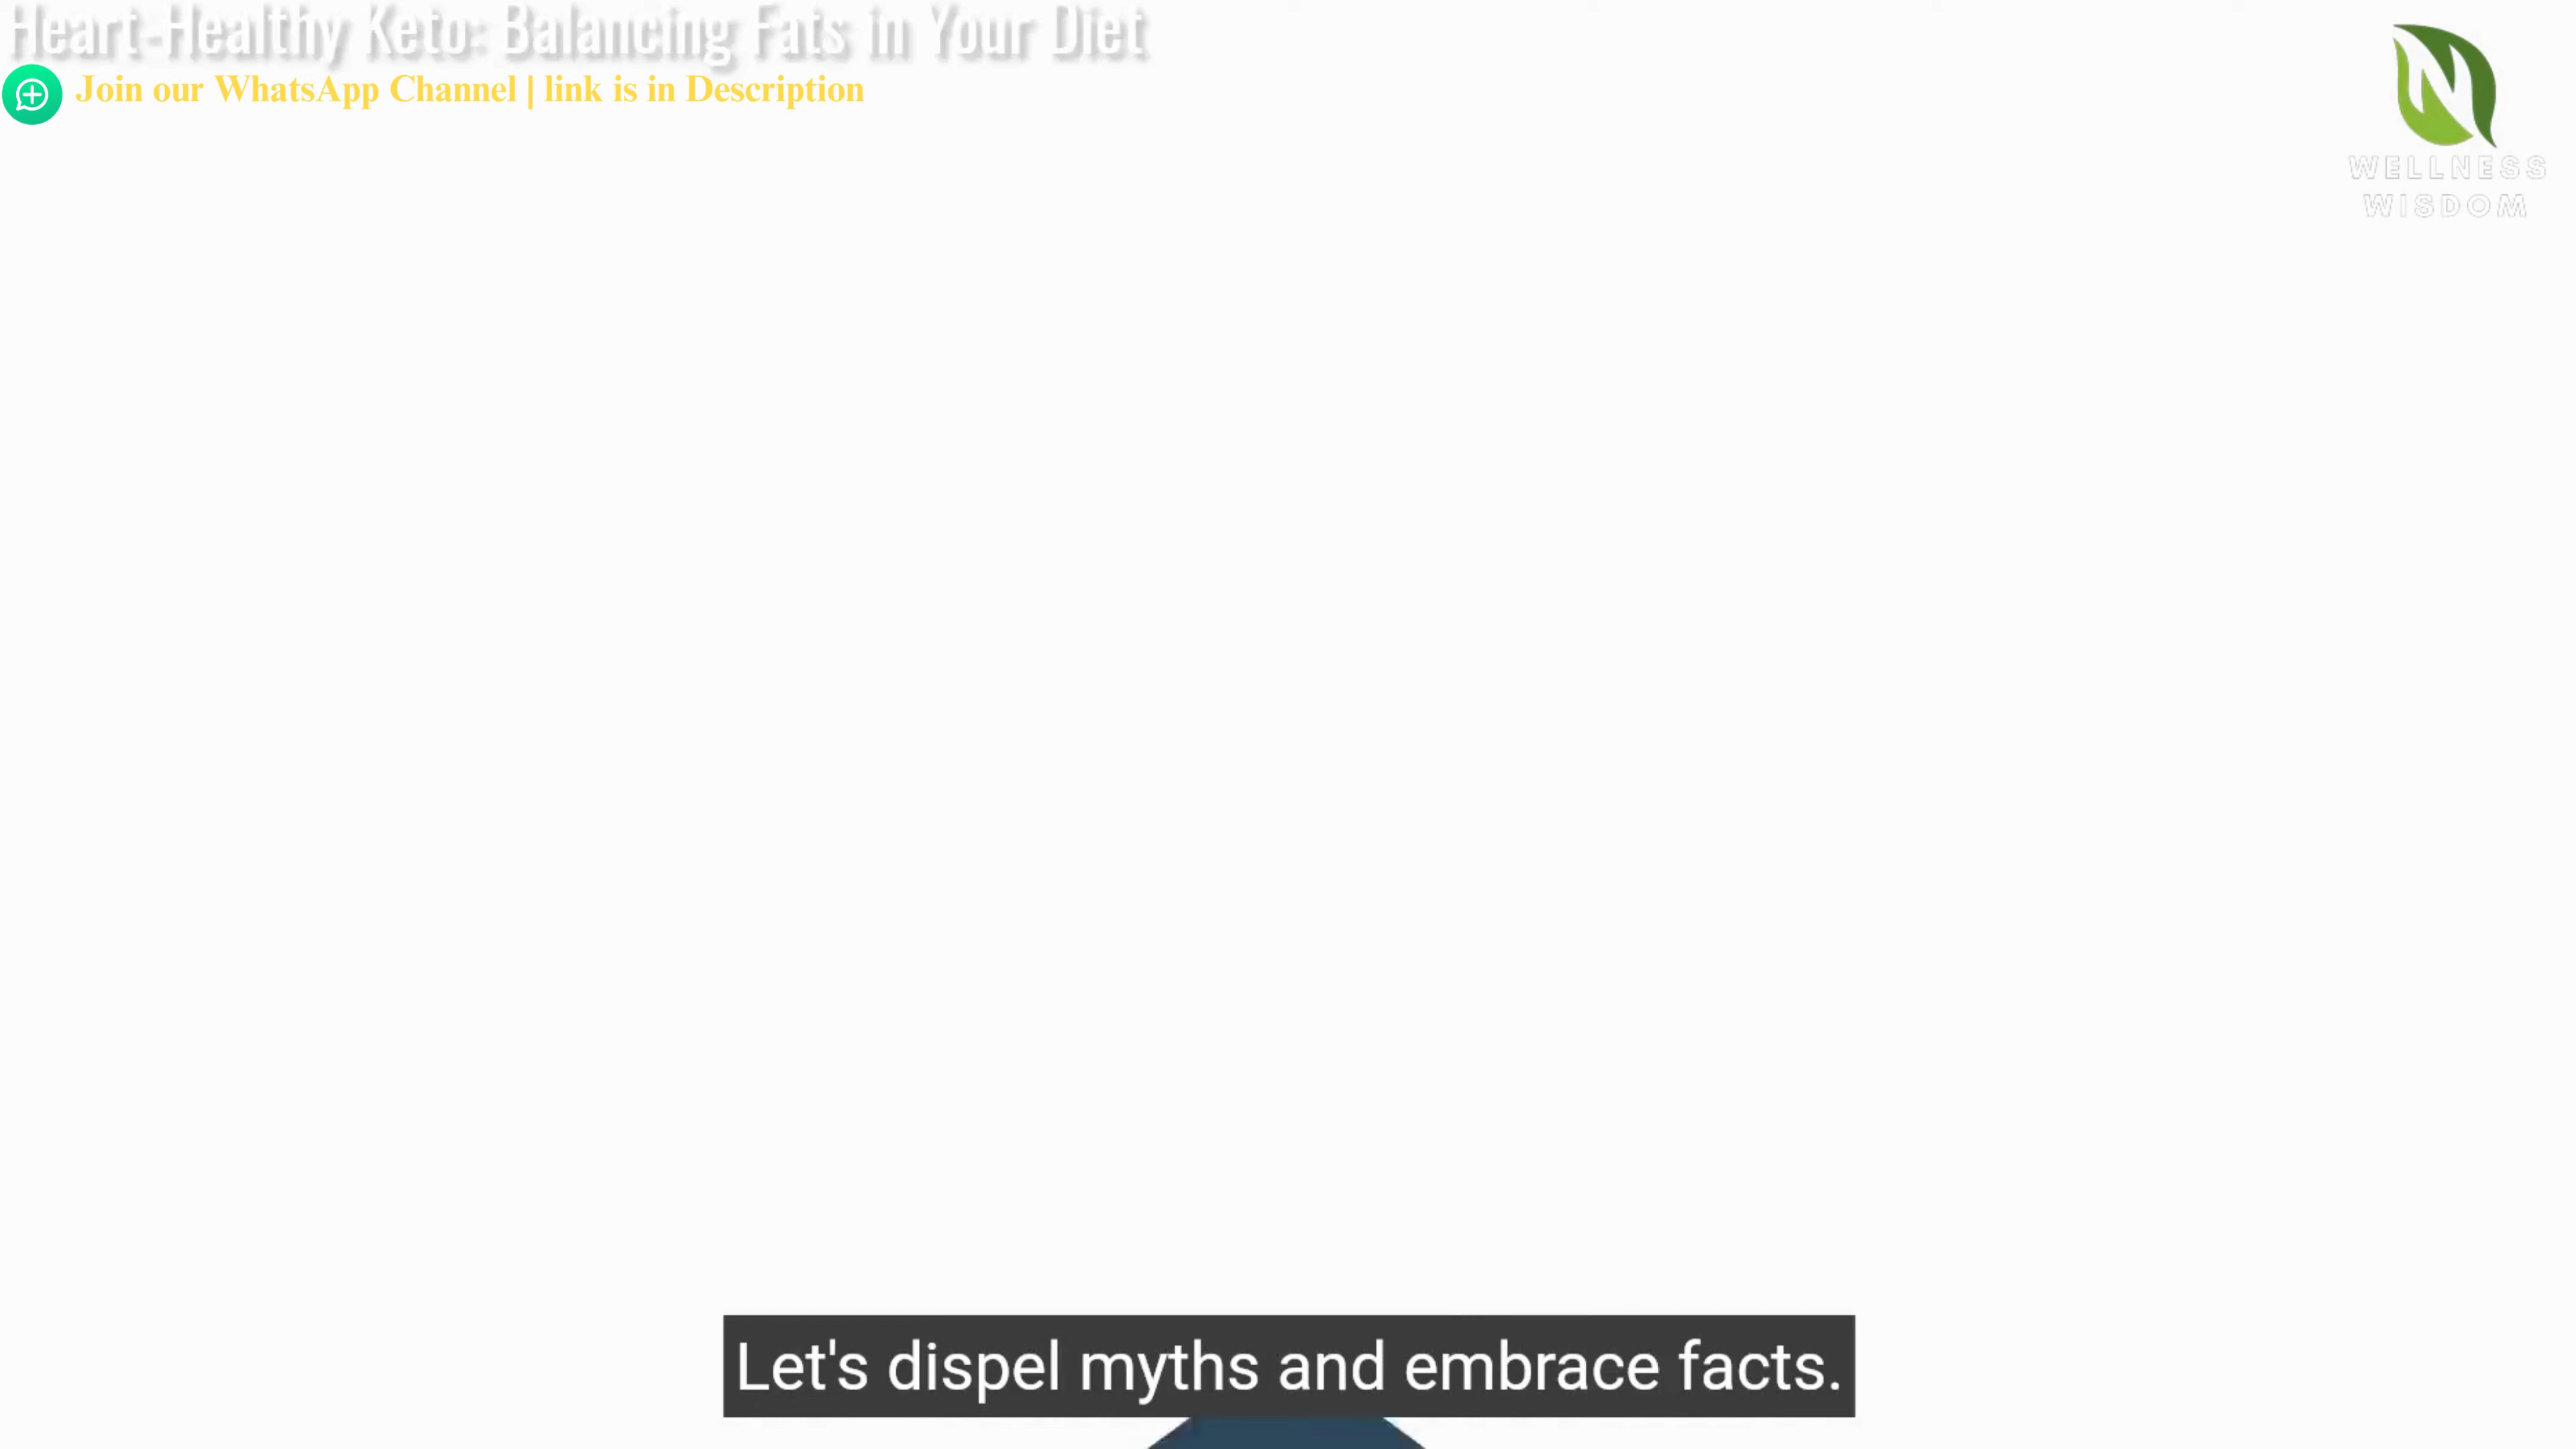 Heart-Healthy Keto: Balancing Fats in Your Diet
Join our WhatsApp Channel | link is in Description
WELLNESS
WISDOM
Let's dispel myths and embrace facts.